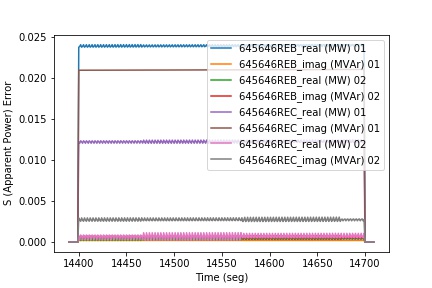 0.025
0.020
0.015
0.010
0.005
0.000
S (Apparent Power) Error
645646REB_real (MW) 01
645646REB_imag (MVAr) 01
645646REB_real (MW) 02
645646REB_imag (MVAr) 02
645646REC_real (MW) 01
645646REC_imag (MVAr) 01
645646REC_real (MW) 02
645646REC_imag (MVAr) 02
14400 14450 14500 14550 14600 14650 14700
Time (seg)